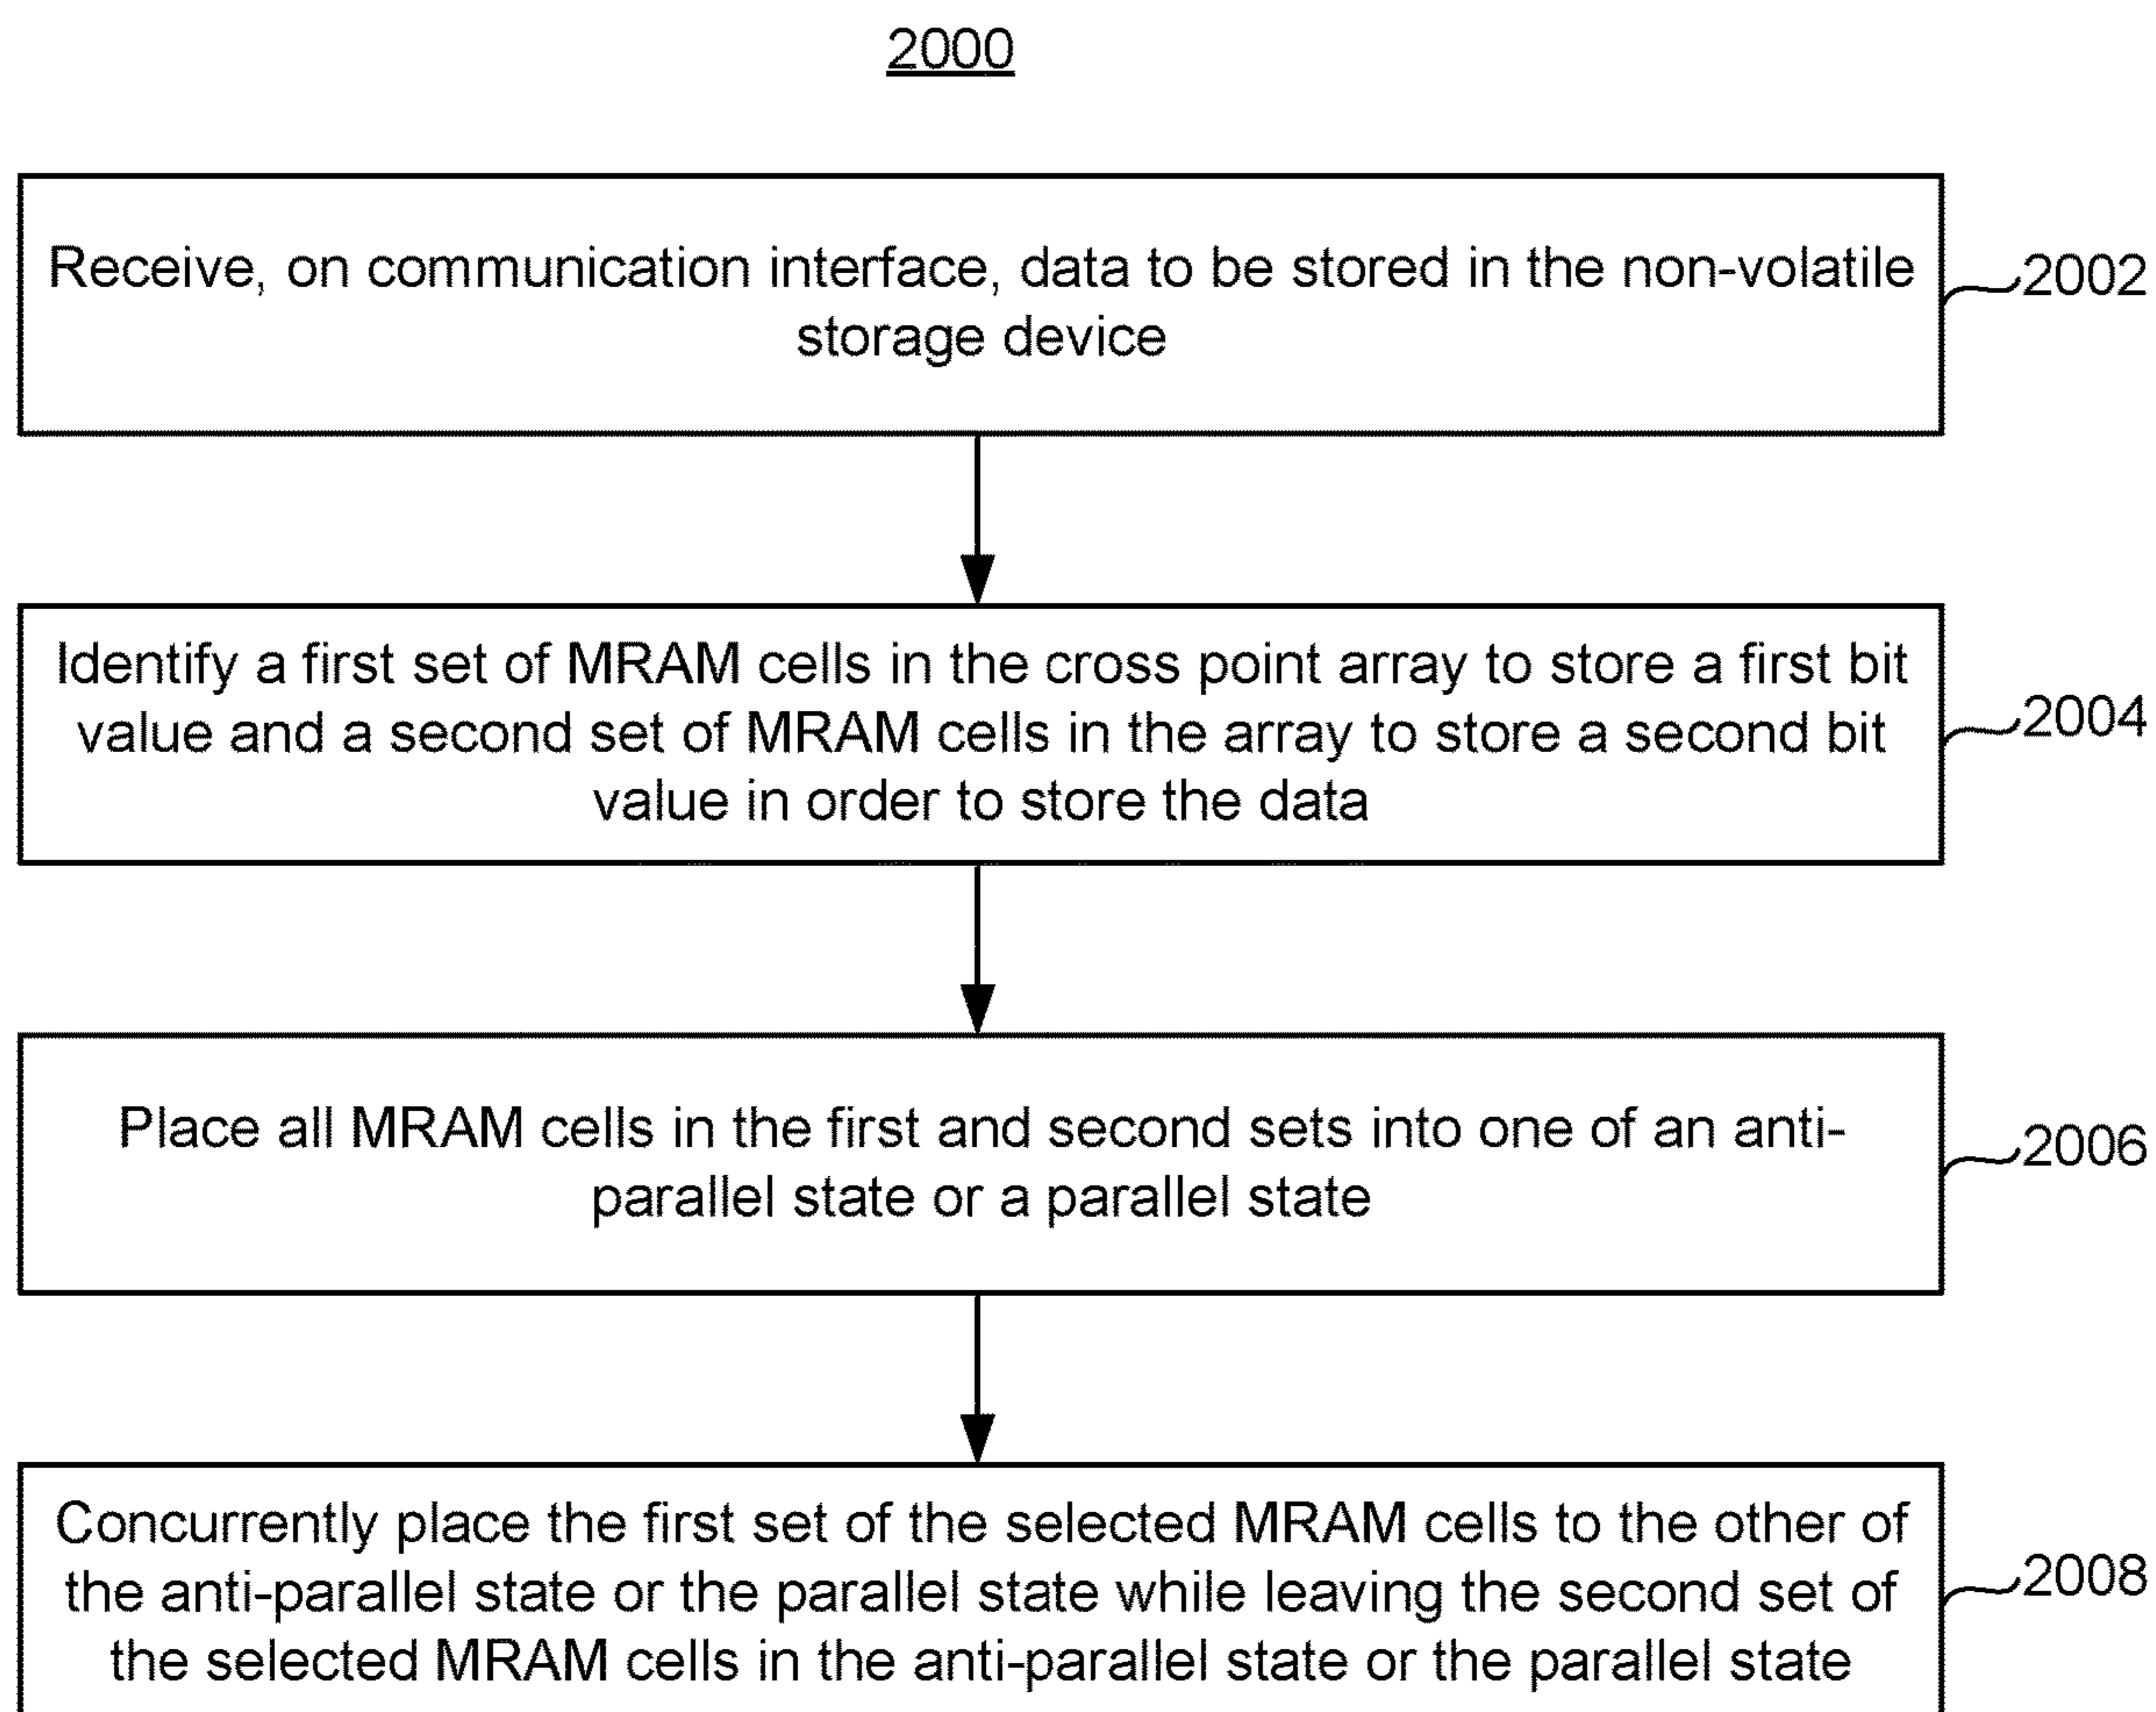 2000
Receive, on communication interface, data to be stored in the non-volatile
storage device
2002
Identify a first set of MRAM cells in the cross point array to store a first bit
value and a second set of MRAM cells in the array to store a second bit
value in order to store the data
2004
Place all MRAM cells in the first and second sets into one of an anti-
parallel state or a parallel state
2006
Concurrently place the first set of the selected MRAM cells to the other of
the anti-parallel state or the parallel state while leaving the second set of
the selected MRAM cells in the anti-parallel state or the parallel state
2008